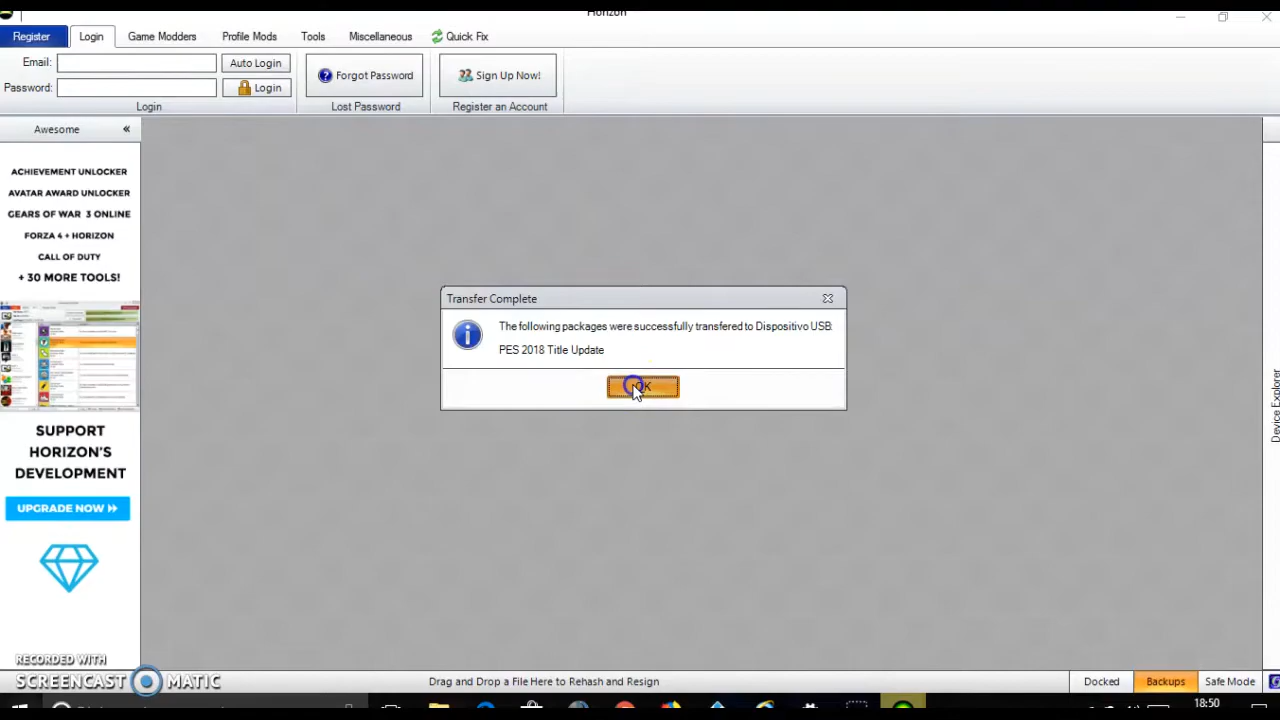 Horizon
Register Login Game Modders Profile Mods Tools Miscellaneous Quick Fix
Email: Auto Login Forgot Password Sign Up Now!
Password: Login
Login Lost Password Register an Account
Awesome «
ACHIEVEMENT UNLOCKER
AVATAR AWARD UNLOCKER
GEARS OF WAR 3 ONLINE
FORZA 4 + HORIZON
CALL OF DUTY
+ 30 MORE TOOLS!
SUPPORT
HORIZON'S
DEVELOPMENT
UPGRADE NOW »
Transfer Complete
The following packages were successfully transfered to Dispositivo USB:
PES 2018 Title Update
OK
Device Explorer
RECORDED WITH
SCREENCAST MATIC
Drag and Drop a File Here to Rehash and Resign
Docked Backups Safe Mode
18:50